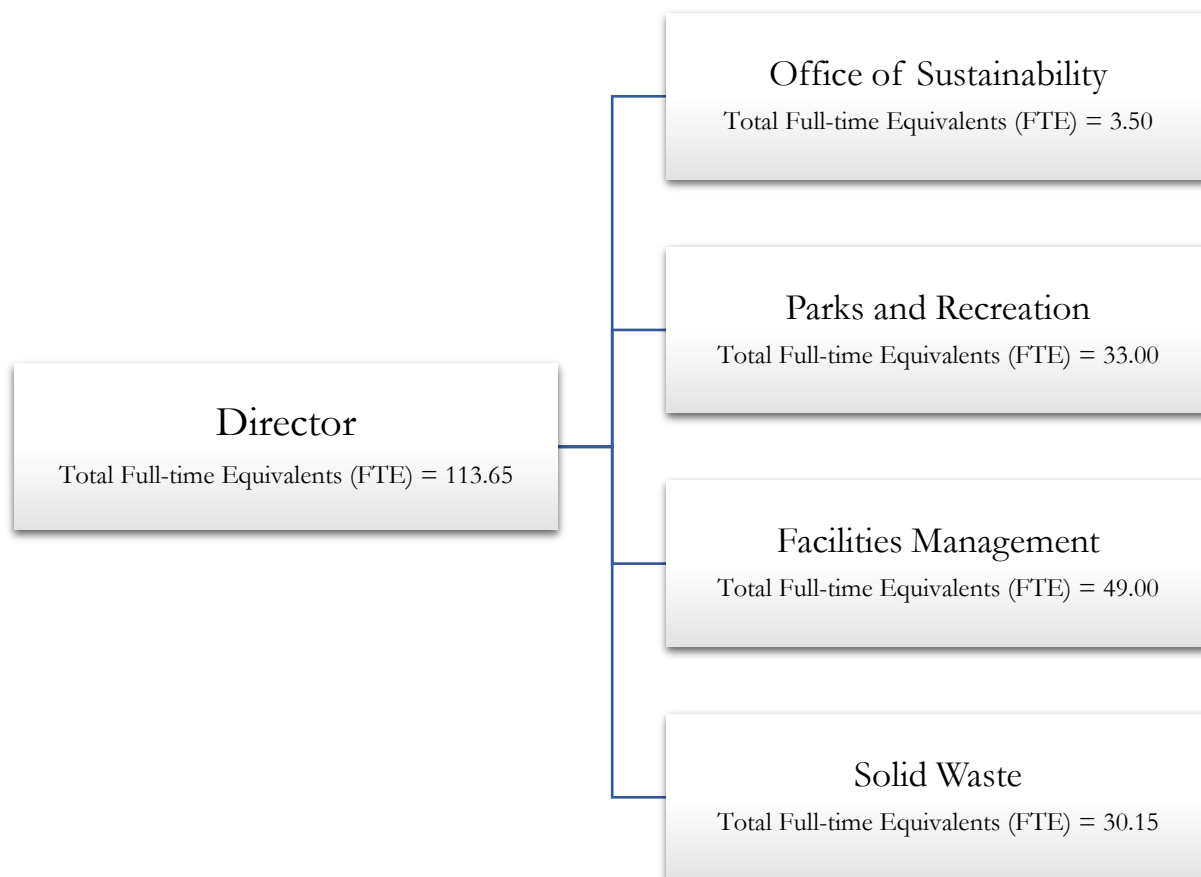 Office of Sustainability
Total Full-time Equivalents (FTE) = 3.50
Parks and Recreation
Total Full-time Equivalents (FTE) = 33.00
Director
Total Full-time Equivalents (FTE) = 113.65
Facilities Management
Total Full-time Equivalents (FTE) = 49.00
Solid Waste
Total Full-time Equivalents (FTE) = 30.15